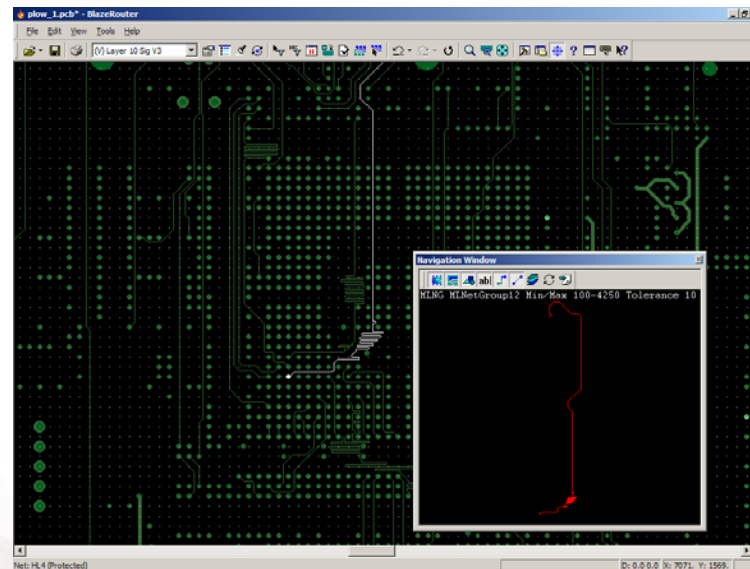 plow_1.pcb* - BlazeRouter
File Edit View Tools Help
(V) Layer 10 Sig V3
Navigation Window
abl
MLNG MLNetGroup12 Min/Max 100-4250 Tolerance 10
Net: HL4 (Protected)
D: 0.0 0.0 X: 7071. Y: 1569.